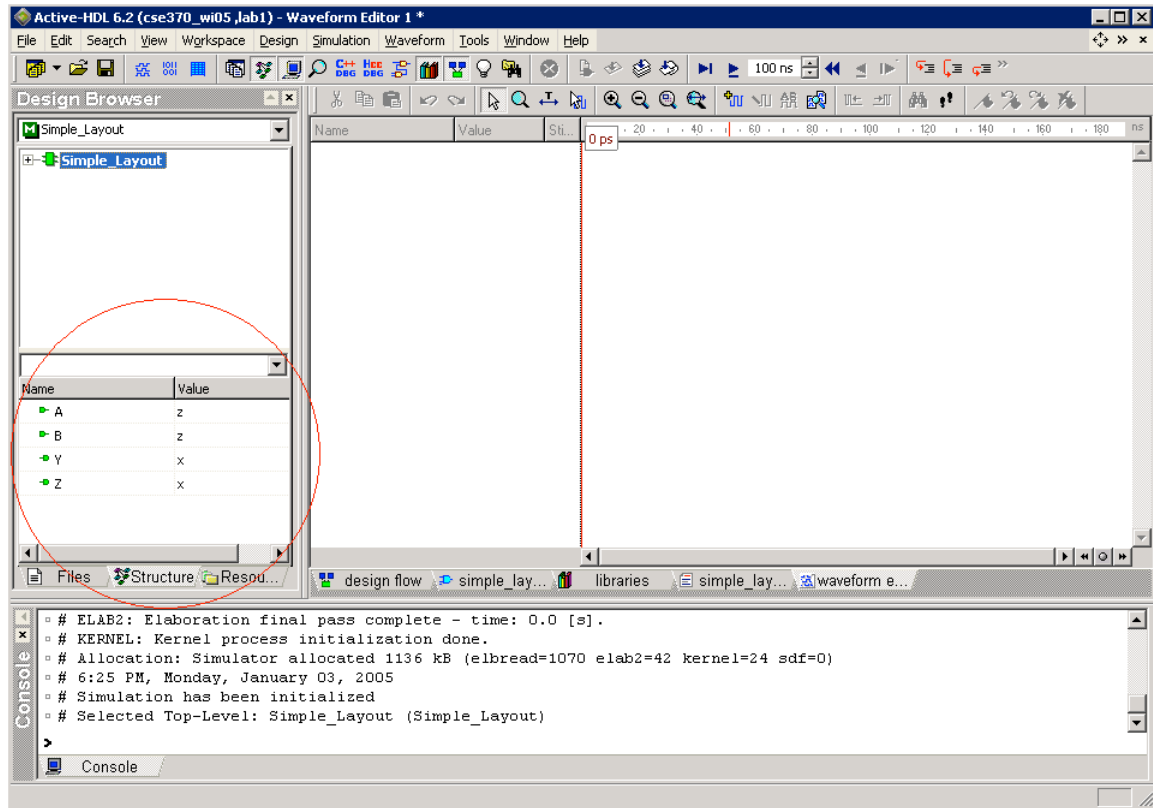 Active-HDL 6.2 (cse370_wi05 ,lab1) - Waveform Editor 1 *
File Edit Search View Workspace Design Simulation Waveform Tools Window Help
C++ DBG HEE DBG 100 ns
Design Browser
Simple_Layout
Simple_Layout
Name Value
A z
B z
Y x
Z x
Files Structure Resou...
Name Value Sti...
20 40 60 80 100 120 140 160 180 ns
0 ps
design flow simple_lay... libraries simple_lay... waveform e...
Console
# ELAB2: Elaboration final pass complete - time: 0.0 [s].
# KERNEL: Kernel process initialization done.
# Allocation: Simulator allocated 1136 kB (elbread=1070 elab2=42 kernel=24 sdf=0)
# 6:25 PM, Monday, January 03, 2005
# Simulation has been initialized
# Selected Top-Level: Simple_Layout (Simple_Layout)
>
Console